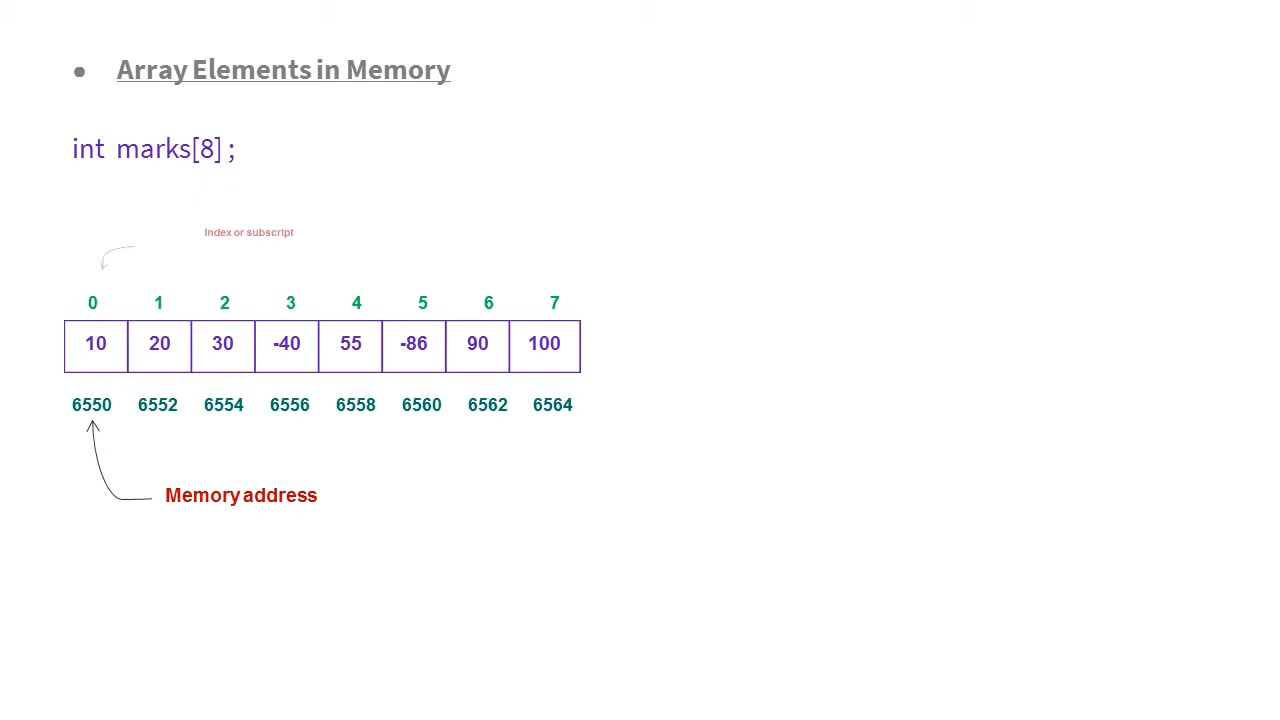 ● Array Elements in Memory
int marks[8] ;
Index or subscript
0 1 2 3 4 5 6 7
10 20 30 -40 55 -86 90 100
6550 6552 6554 6556 6558 6560 6562 6564
Memory address